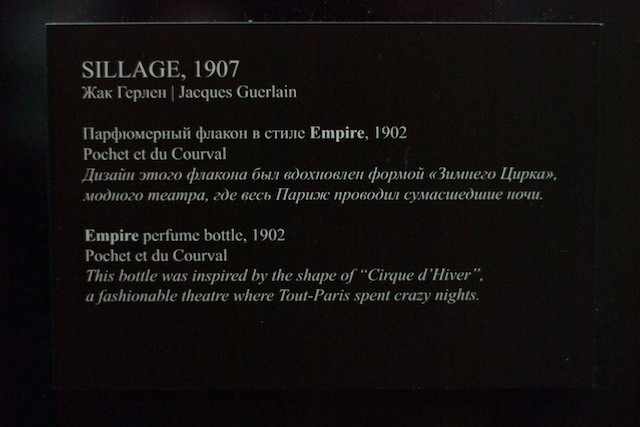 SILLAGE, 1907
Жак Герлен | Jacques Guerlain
Парфюмерный флакон в стиле Empire, 1902
Pochet et du Courval
Дизайн этого флакона был вдохновлен формой «Зимнего Цирка»,
модного театра, где весь Париж проводил сумасшедшие ночи.
Empire perfume bottle, 1902
Pochet et du Courval
This bottle was inspired by the shape of “Cirque d’Hiver”,
a fashionable theatre where Tout-Paris spent crazy nights.